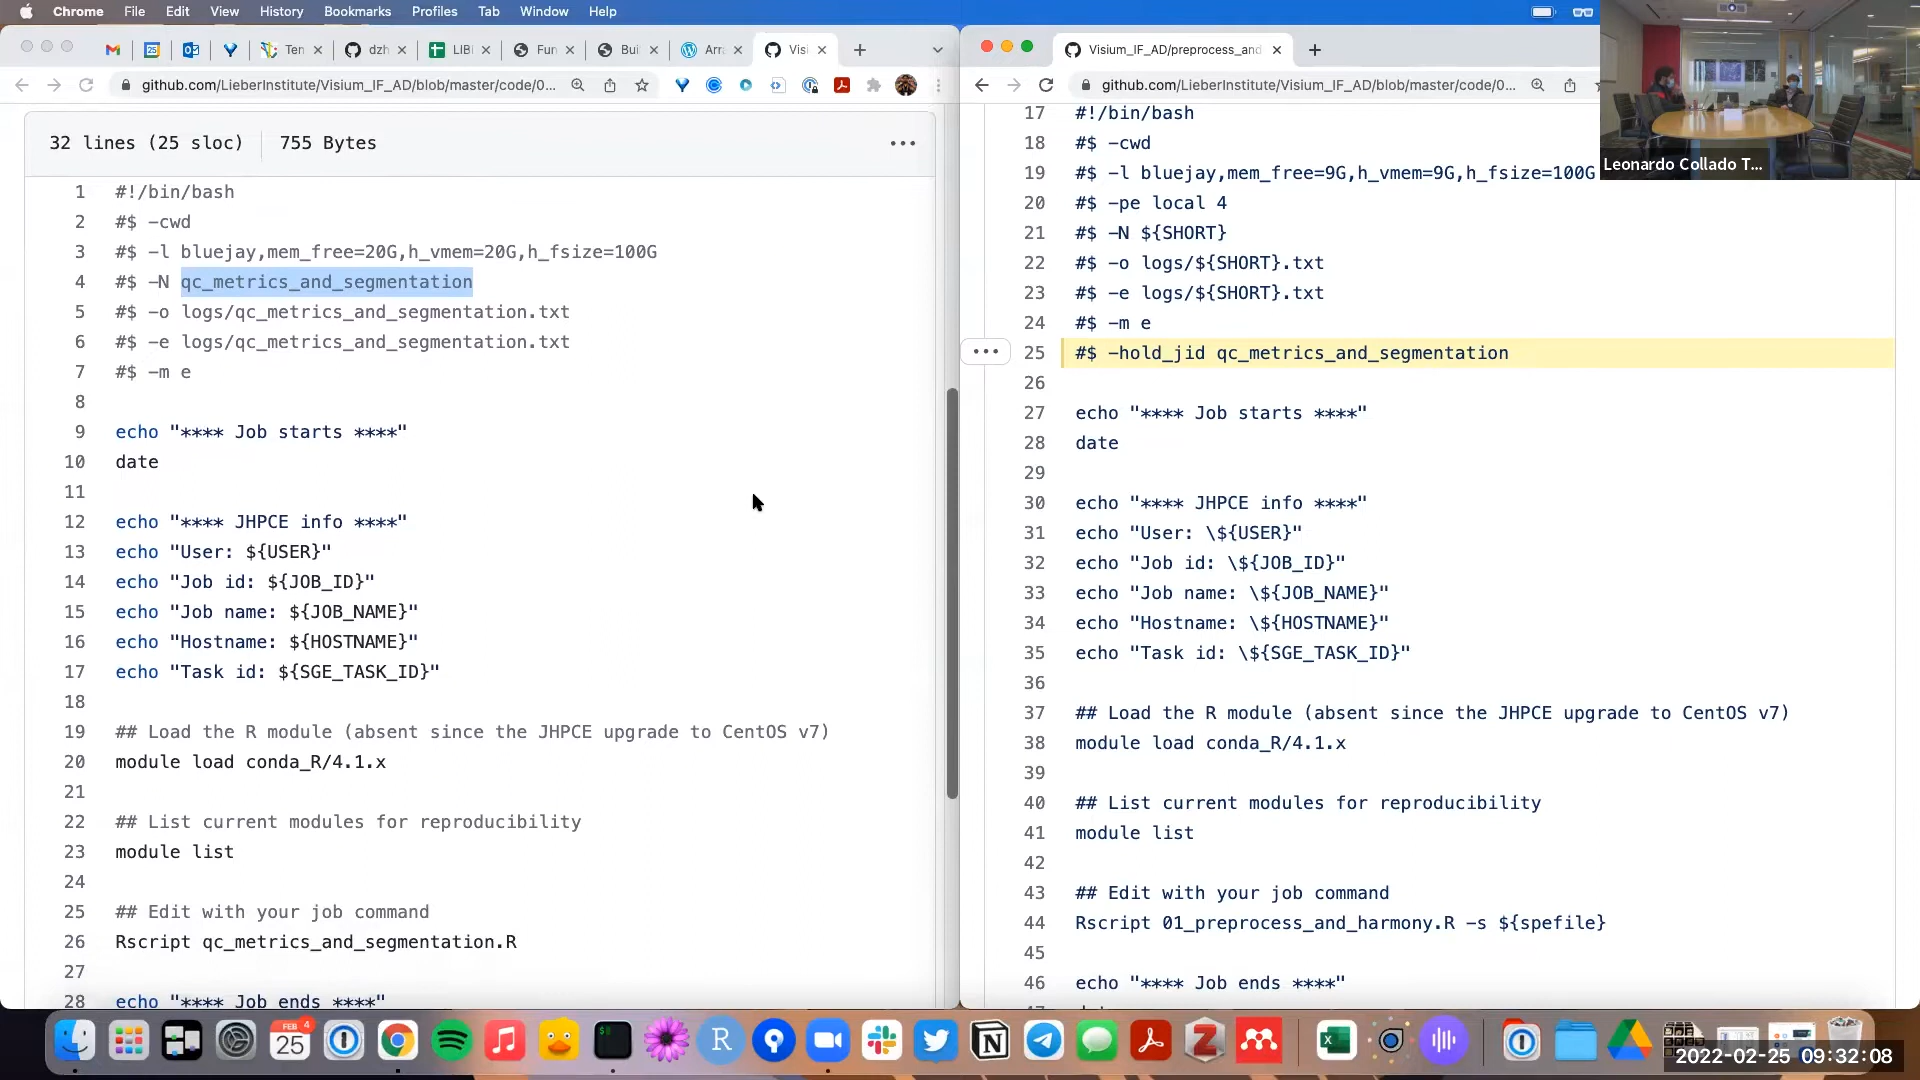 Chrome File Edit View History Bookmarks Profiles Tab Window Help
Ten dzh LIBI Fun Bui Arra Visi
github.com/LieberInstitute/Visium_IF_AD/blob/master/code/0...
32 lines (25 sloc) 755 Bytes
1 #!/bin/bash
2 #$ -cwd
3 #$ -l bluejay,mem_free=20G,h_vmem=20G,h_fsize=100G
4 #$ -N qc_metrics_and_segmentation
5 #$ -o logs/qc_metrics_and_segmentation.txt
6 #$ -e logs/qc_metrics_and_segmentation.txt
7 #$ -m e
8
9 echo "**** Job starts ****"
10 date
11
12 echo "**** JHPCE info ****"
13 echo "User: ${USER}"
14 echo "Job id: ${JOB_ID}"
15 echo "Job name: ${JOB_NAME}"
16 echo "Hostname: ${HOSTNAME}"
17 echo "Task id: ${SGE_TASK_ID}"
18
19 ## Load the R module (absent since the JHPCE upgrade to CentOS v7)
20 module load conda_R/4.1.x
21
22 ## List current modules for reproducibility
23 module list
24
25 ## Edit with your job command
26 Rscript qc_metrics_and_segmentation.R
27
28 echo "**** Job ends ****"
Visium_IF_AD/preprocess_and
github.com/LieberInstitute/Visium_IF_AD/blob/master/code/0...
17 #!/bin/bash
18 #$ -cwd
19 #$ -l bluejay,mem_free=9G,h_vmem=9G,h_fsize=100G
20 #$ -pe local 4
21 #$ -N ${SHORT}
22 #$ -o logs/${SHORT}.txt
23 #$ -e logs/${SHORT}.txt
24 #$ -m e
25 #$ -hold_jid qc_metrics_and_segmentation
26
27 echo "**** Job starts ****"
28 date
29
30 echo "**** JHPCE info ****"
31 echo "User: \${USER}"
32 echo "Job id: \${JOB_ID}"
33 echo "Job name: \${JOB_NAME}"
34 echo "Hostname: \${HOSTNAME}"
35 echo "Task id: \${SGE_TASK_ID}"
36
37 ## Load the R module (absent since the JHPCE upgrade to CentOS v7)
38 module load conda_R/4.1.x
39
40 ## List current modules for reproducibility
41 module list
42
43 ## Edit with your job command
44 Rscript 01_preprocess_and_harmony.R -s ${spefile}
45
46 echo "**** Job ends ****"
Leonardo Collado T...
FEB 4
25
2022-02-25 09:32:08